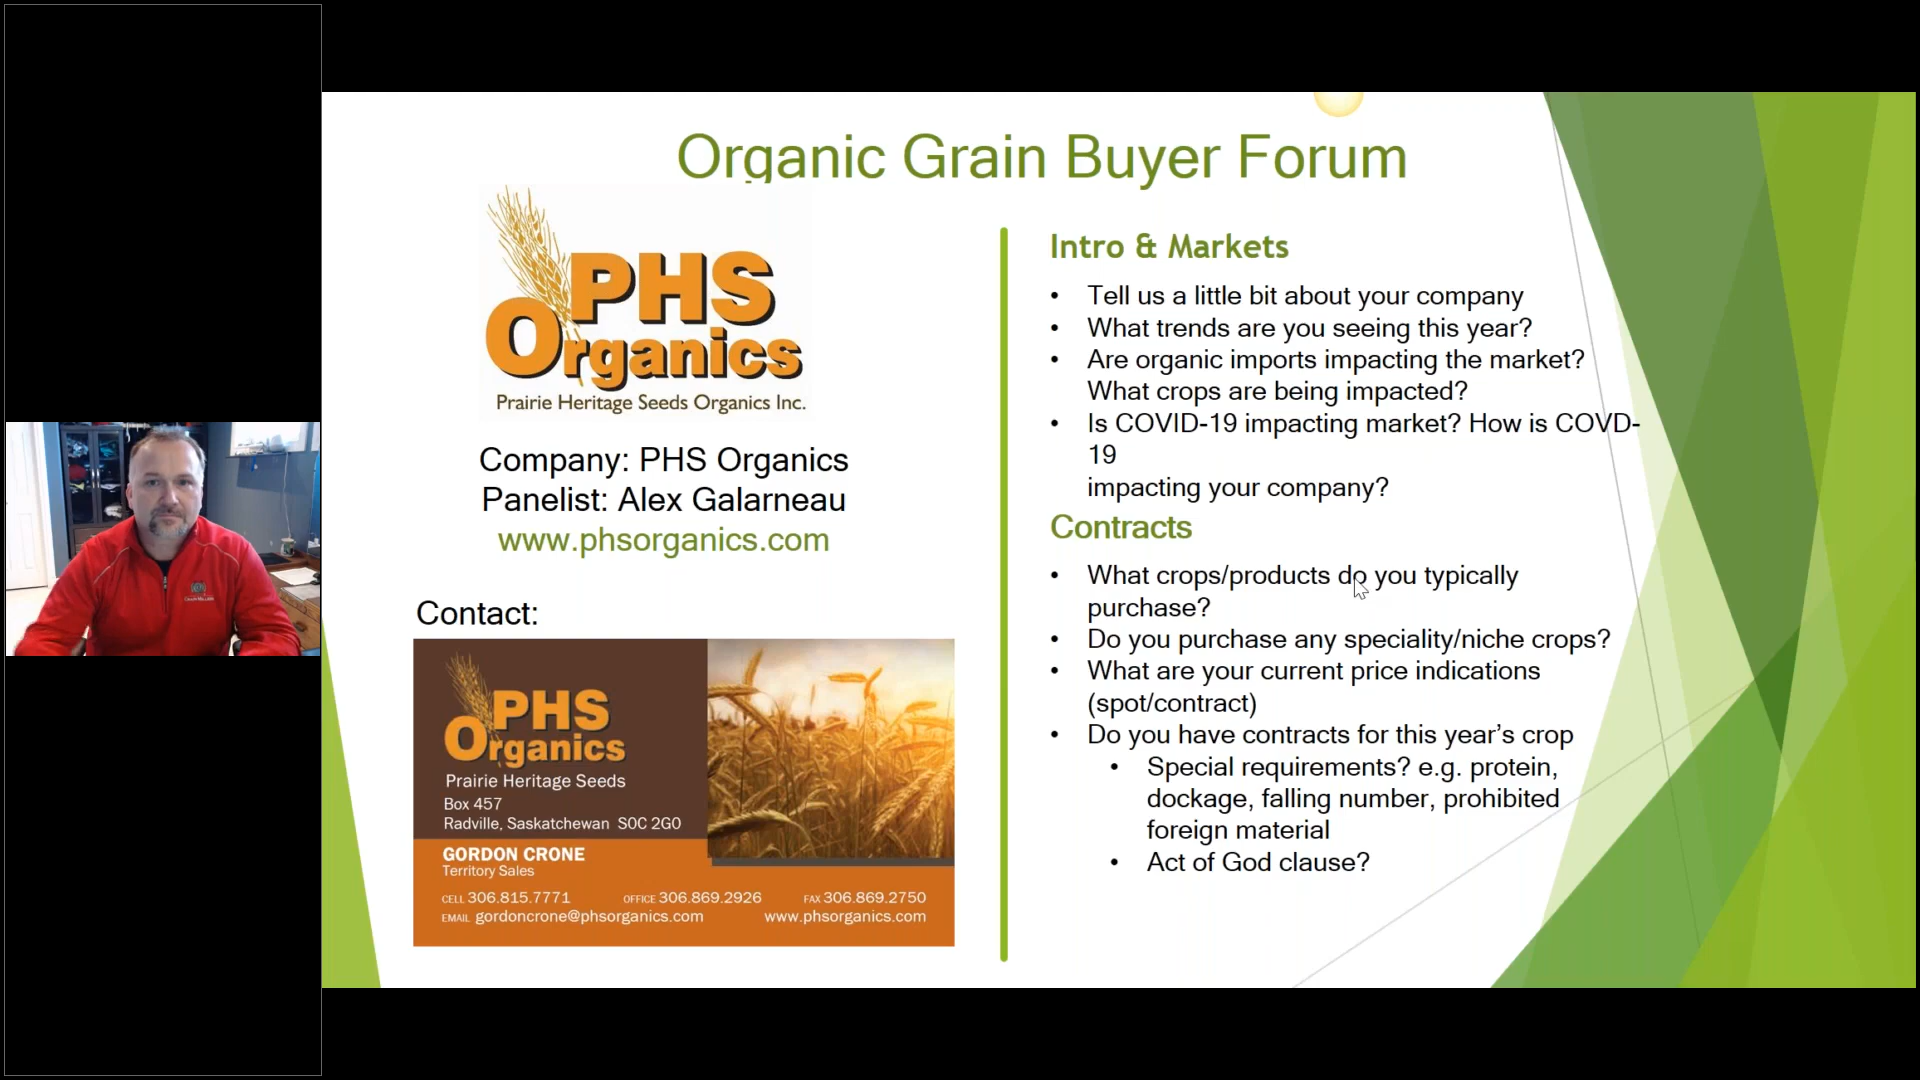 Organic Grain Buyer Forum
PHS
Organics
Prairie Heritage Seeds Organics Inc.
Company: PHS Organics
Panelist: Alex Galarneau
www.phsorganics.com
Contact:
PHS
Organics
Prairie Heritage Seeds
Box 457
Radville, Saskatchewan S0C 2G0
GORDON CRONE
Territory Sales
CELL 306.815.7771 OFFICE 306.869.2926 FAX 306.869.2750
EMAIL gordoncrone@phsorganics.com www.phsorganics.com
Intro & Markets
• Tell us a little bit about your company
• What trends are you seeing this year?
• Are organic imports impacting the market?
What crops are being impacted?
• Is COVID-19 impacting market? How is COVD-
19
impacting your company?
Contracts
• What crops/products do you typically
purchase?
• Do you purchase any speciality/niche crops?
• What are your current price indications
(spot/contract)
• Do you have contracts for this year’s crop
• Special requirements? e.g. protein,
dockage, falling number, prohibited
foreign material
• Act of God clause?